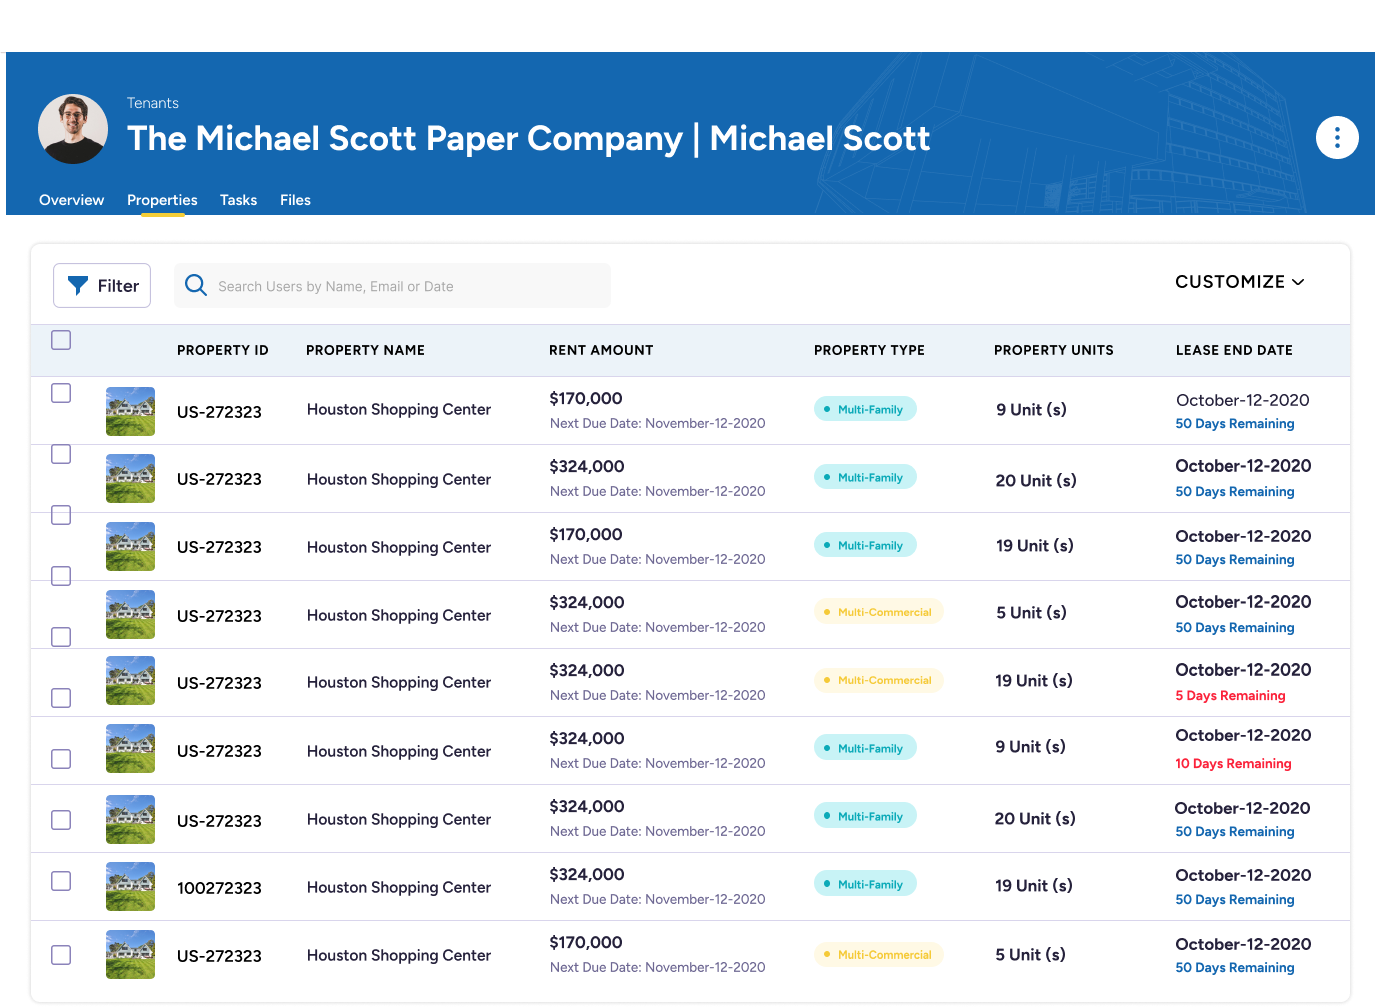 Tenants
The Michael Scott Paper Company | Michael Scott
Overview Properties Tasks Files
Filter Search Users by Name, Email or Date CUSTOMIZE
PROPERTY ID PROPERTY NAME RENT AMOUNT PROPERTY TYPE PROPERTY UNITS LEASE END DATE
US-272323 Houston Shopping Center $170,000 Multi-Family 9 Unit (s) October-12-2020
Next Due Date: November-12-2020 50 Days Remaining
US-272323 Houston Shopping Center $324,000 Multi-Family 20 Unit (s) October-12-2020
Next Due Date: November-12-2020 50 Days Remaining
US-272323 Houston Shopping Center $170,000 Multi-Family 19 Unit (s) October-12-2020
Next Due Date: November-12-2020 50 Days Remaining
US-272323 Houston Shopping Center $324,000 Multi-Commercial 5 Unit (s) October-12-2020
Next Due Date: November-12-2020 50 Days Remaining
US-272323 Houston Shopping Center $324,000 Multi-Commercial 19 Unit (s) October-12-2020
Next Due Date: November-12-2020 5 Days Remaining
US-272323 Houston Shopping Center $324,000 Multi-Family 9 Unit (s) October-12-2020
Next Due Date: November-12-2020 10 Days Remaining
US-272323 Houston Shopping Center $324,000 Multi-Family 20 Unit (s) October-12-2020
Next Due Date: November-12-2020 50 Days Remaining
100272323 Houston Shopping Center $324,000 Multi-Family 19 Unit (s) October-12-2020
Next Due Date: November-12-2020 50 Days Remaining
US-272323 Houston Shopping Center $170,000 Multi-Commercial 5 Unit (s) October-12-2020
Next Due Date: November-12-2020 50 Days Remaining